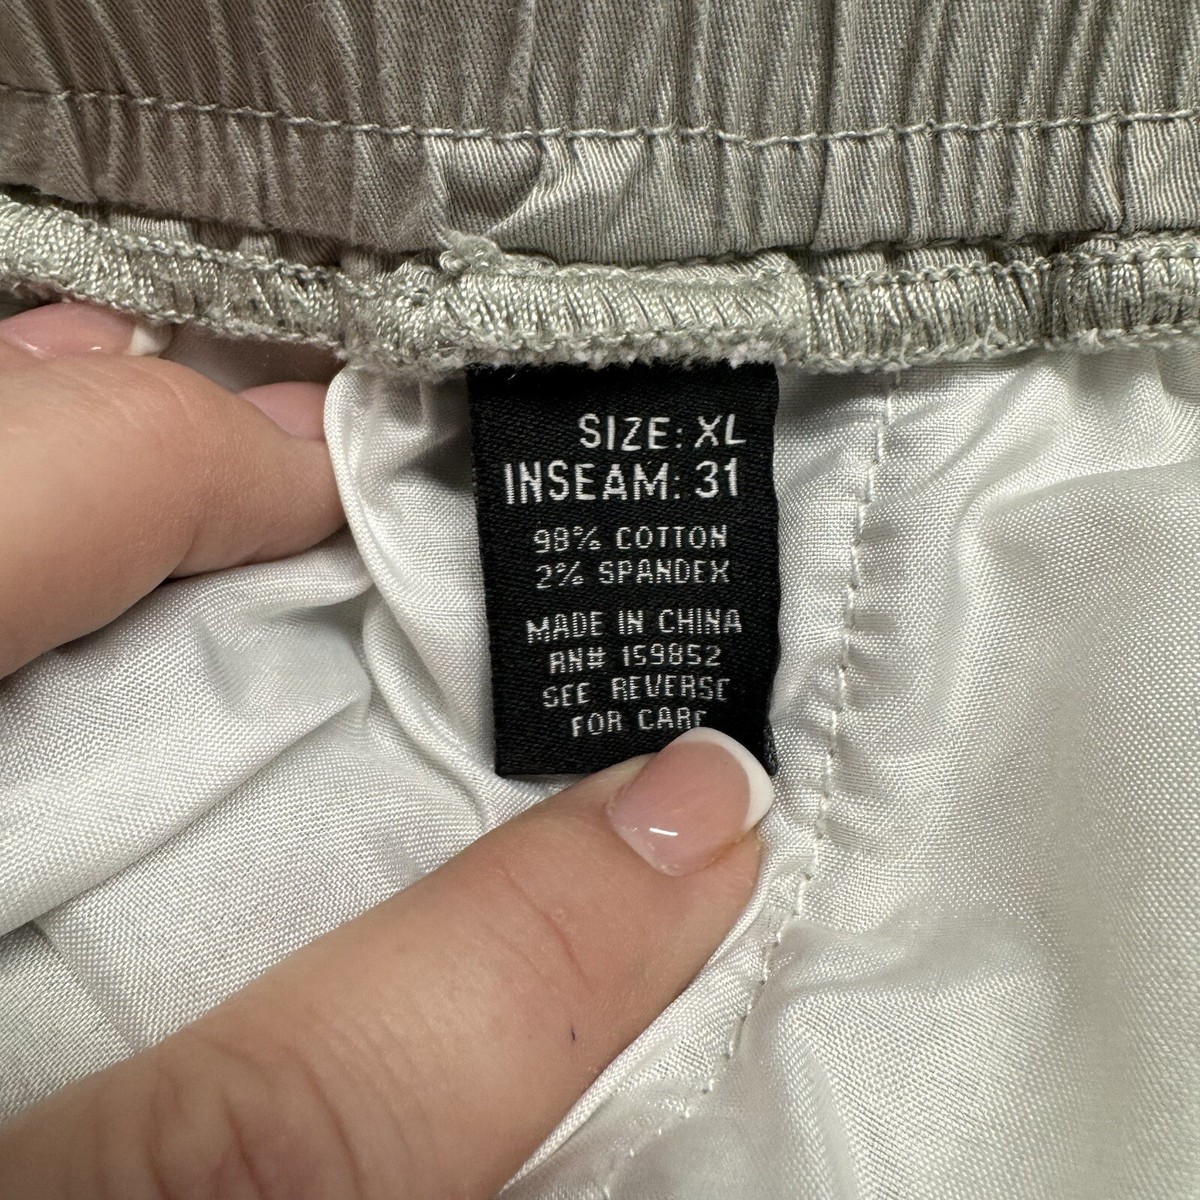 SIZE: XL
INSEAM: 31
98% COTTON
2% SPANDEX
MADE IN CHINA
RN# 159852
SEE REVERSE
FOR CARE